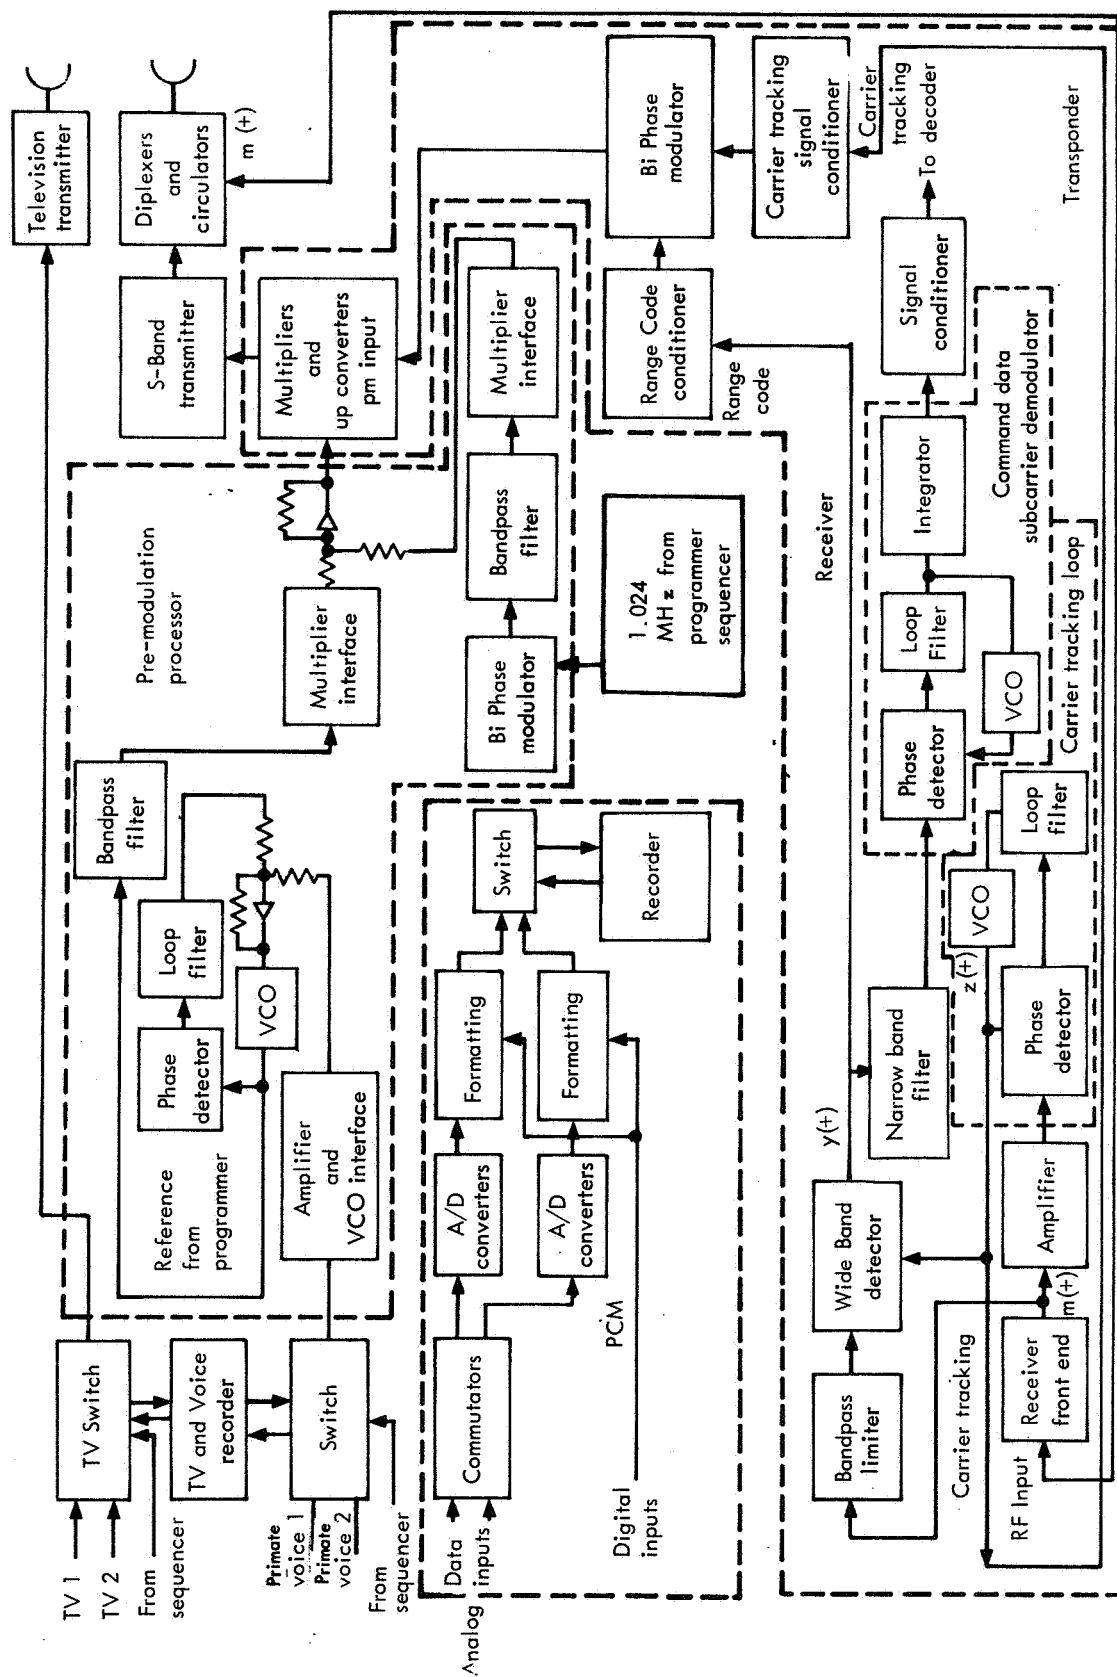 TV 1
TV 2
From
sequencer
TV Switch
TV and Voice
recorder
Primate
voice 1
Primate
voice 2
From
sequencer
Switch
Reference
from
programmer
Phase
detector
Loop
filter
VCO
Amplifier
and
VCO interface
Bandpass
filter
Pre-modulation
processor
Multiplier
interface
Television
transmitter
Diplexers
and
circulators
m (+)
S-Band
transmitter
Multipliers
and
up converters
pm input
Analog
Data
inputs
Commutators
A/D
converters
A/D
converters
Formatting
Formatting
Switch
Recorder
Digital
inputs
PCM
Bi Phase
modulator
Bandpass
filter
Multiplier
interface
1.024
MHz from
programmer
sequencer
Range Code
conditioner
Range
code
Bi Phase
modulator
Carrier tracking
signal
conditioner
Carrier
tracking
To decoder
Receiver
Transponder
Bandpass
limiter
Wide Band
detector
y(+)
Narrow band
filter
Phase
detector
Loop
Filter
VCO
Integrator
Signal
conditioner
Command data
subcarrier demodulator
Carrier tracking loop
Carrier tracking
RF Input
Receiver
front end
m(+)
Amplifier
Phase
detector
z(+)
VCO
Loop
filter